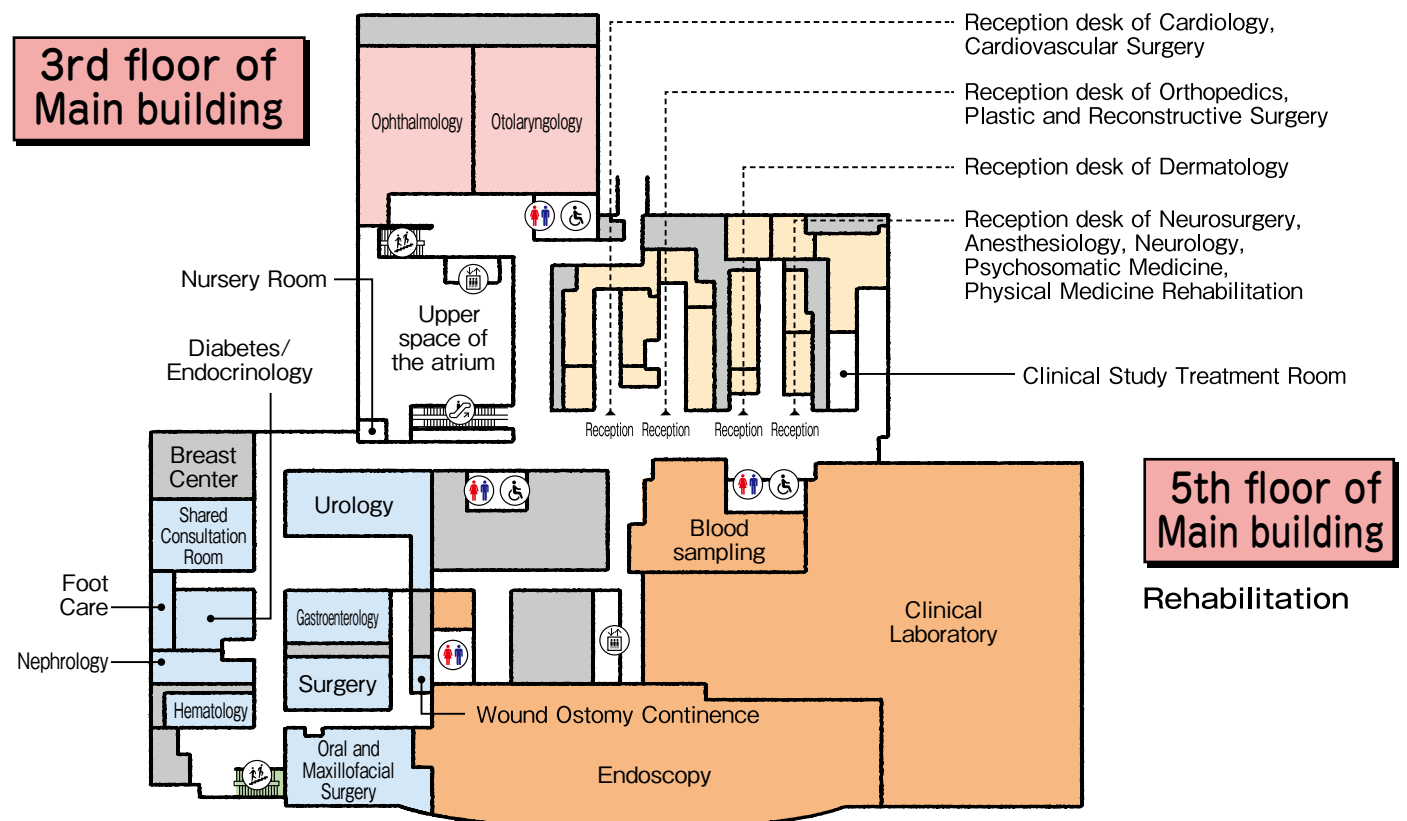 3rd floor of
Main building
Ophthalmology
Otolaryngology
Reception desk of Cardiology,
Cardiovascular Surgery
Reception desk of Orthopedics,
Plastic and Reconstructive Surgery
Reception desk of Dermatology
Reception desk of Neurosurgery,
Anesthesiology, Neurology,
Psychosomatic Medicine,
Physical Medicine Rehabilitation
Nursery Room
Upper
space of
the atrium
Diabetes/
Endocrinology
Clinical Study Treatment Room
Reception
Reception
Reception
Reception
Breast
Center
Shared
Consultation
Room
Urology
Blood
sampling
5th floor of
Main building
Rehabilitation
Foot
Care
Gastroenterology
Clinical
Laboratory
Nephrology
Surgery
Hematology
Wound Ostomy Continence
Oral and
Maxillofacial
Surgery
Endoscopy